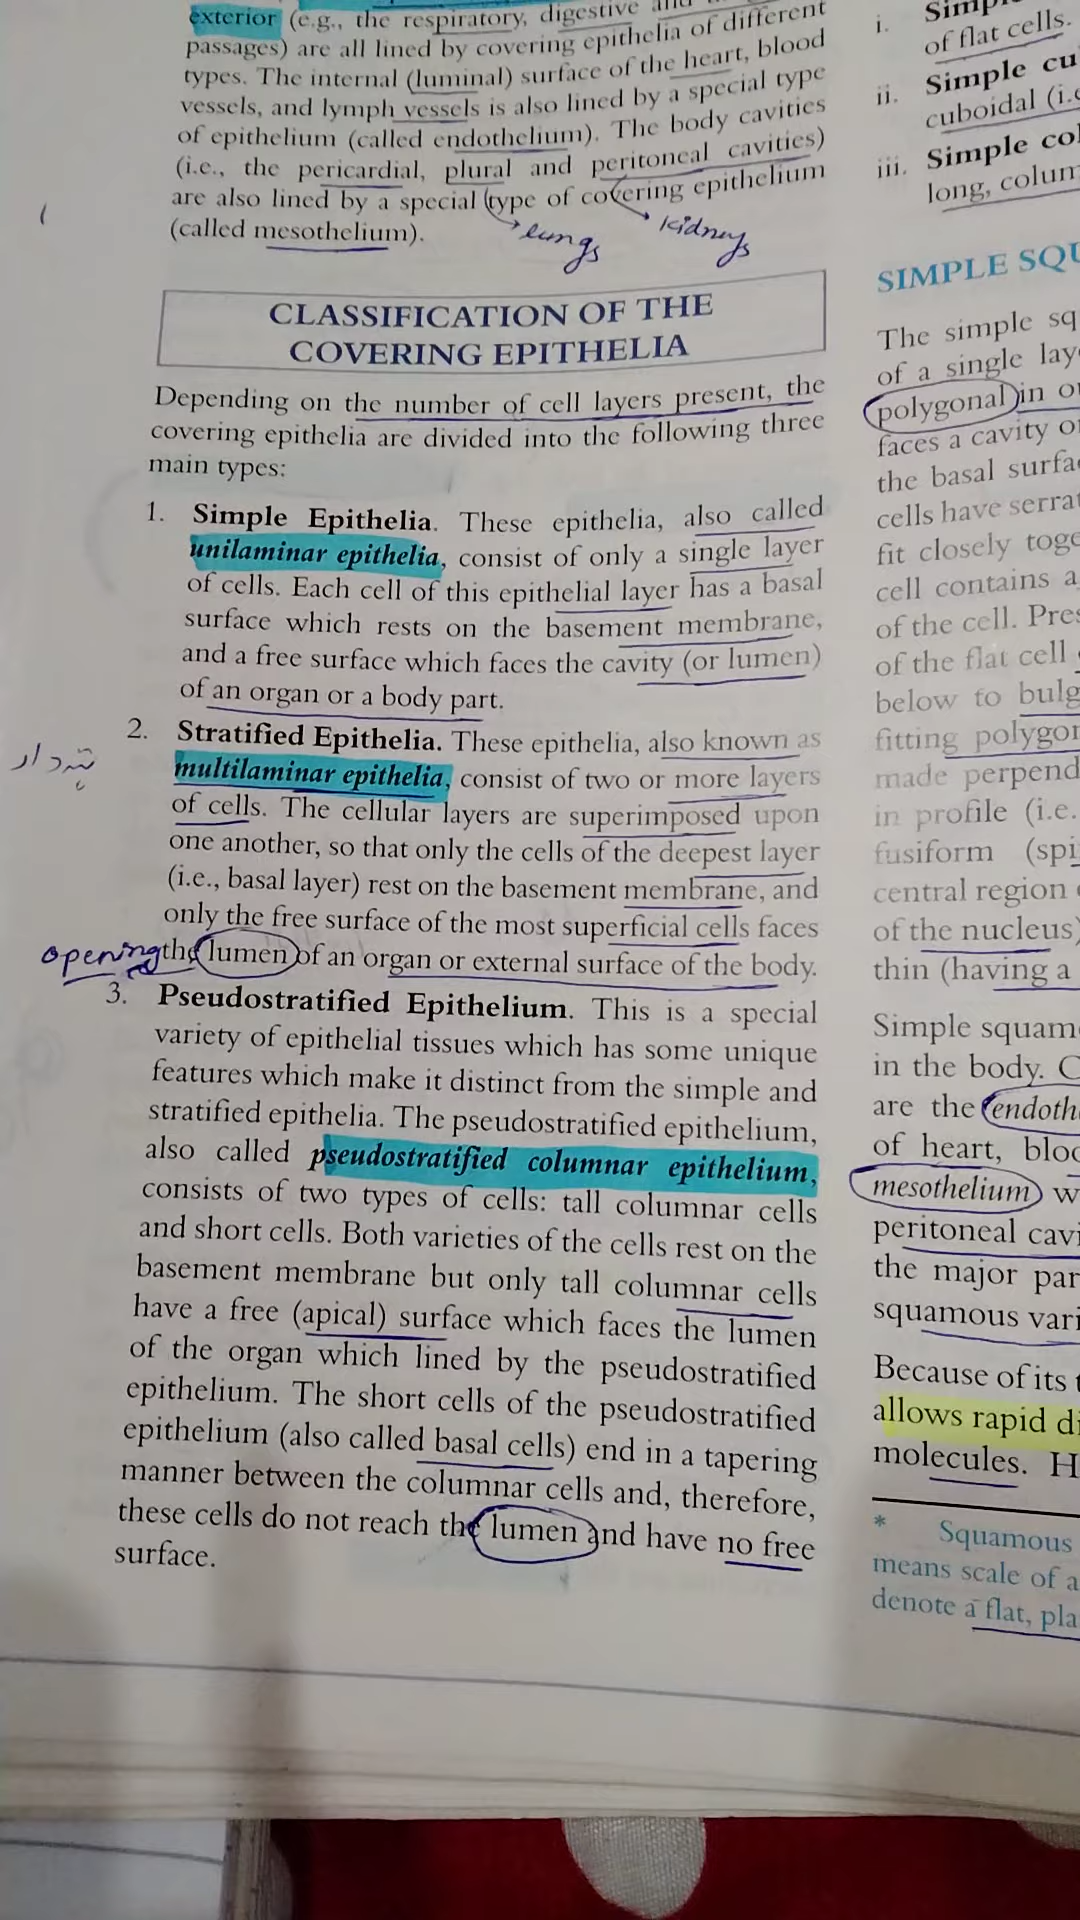 exterior (e.g., the respiratory, digestive and
passages) are all lined by covering epithelia of different
types. The internal (luminal) surface of the heart, blood
vessels, and lymph vessels is also lined by a special type
of epithelium (called endothelium). The body cavities
(i.e., the pericardial, plural and peritoneal cavities)
are also lined by a special type of covering epithelium
(called mesothelium).
lungs
kidneys
CLASSIFICATION OF THE
COVERING EPITHELIA
Depending on the number of cell layers present, the
covering epithelia are divided into the following three
main types:
1. Simple Epithelia. These epithelia, also called
unilaminar epithelia, consist of only a single layer
of cells. Each cell of this epithelial layer has a basal
surface which rests on the basement membrane,
and a free surface which faces the cavity (or lumen)
of an organ or a body part.
2. Stratified Epithelia. These epithelia, also known as
multilaminar epithelia, consist of two or more layers
of cells. The cellular layers are superimposed upon
one another, so that only the cells of the deepest layer
(i.e., basal layer) rest on the basement membrane, and
only the free surface of the most superficial cells faces
opening the lumen of an organ or external surface of the body.
3. Pseudostratified Epithelium. This is a special
variety of epithelial tissues which has some unique
features which make it distinct from the simple and
stratified epithelia. The pseudostratified epithelium,
also called pseudostratified columnar epithelium,
consists of two types of cells: tall columnar cells
and short cells. Both varieties of the cells rest on the
basement membrane but only tall columnar cells
have a free (apical) surface which faces the lumen
of the organ which lined by the pseudostratified
epithelium. The short cells of the pseudostratified
epithelium (also called basal cells) end in a tapering
manner between the columnar cells and, therefore,
these cells do not reach the lumen and have no free
surface.
i. Simp
of flat cells.
ii. Simple cu
cuboidal (i.e
iii. Simple col
long, colum
SIMPLE SQU
The simple sq
of a single lay
polygonal in o
faces a cavity o
the basal surfa
cells have serrat
fit closely toge
cell contains a
of the cell. Pres
of the flat cell
below to bulg
fitting polygon
made perpend
in profile (i.e.
fusiform (spi
central region
of the nucleus)
thin (having a
Simple squam
in the body. C
are the endoth
of heart, bloo
mesothelium w
peritoneal cavi
the major par
squamous vari
Because of its t
allows rapid di
molecules. H
* Squamous
means scale of a
denote a flat, pla